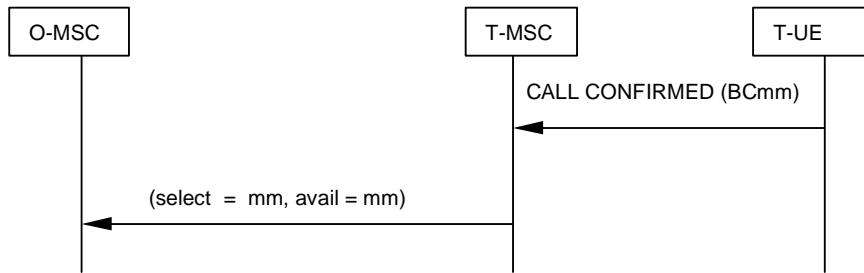 O-MSC
T-MSC
T-UE
CALL CONFIRMED (BCmm)
(select = mm, avail = mm)